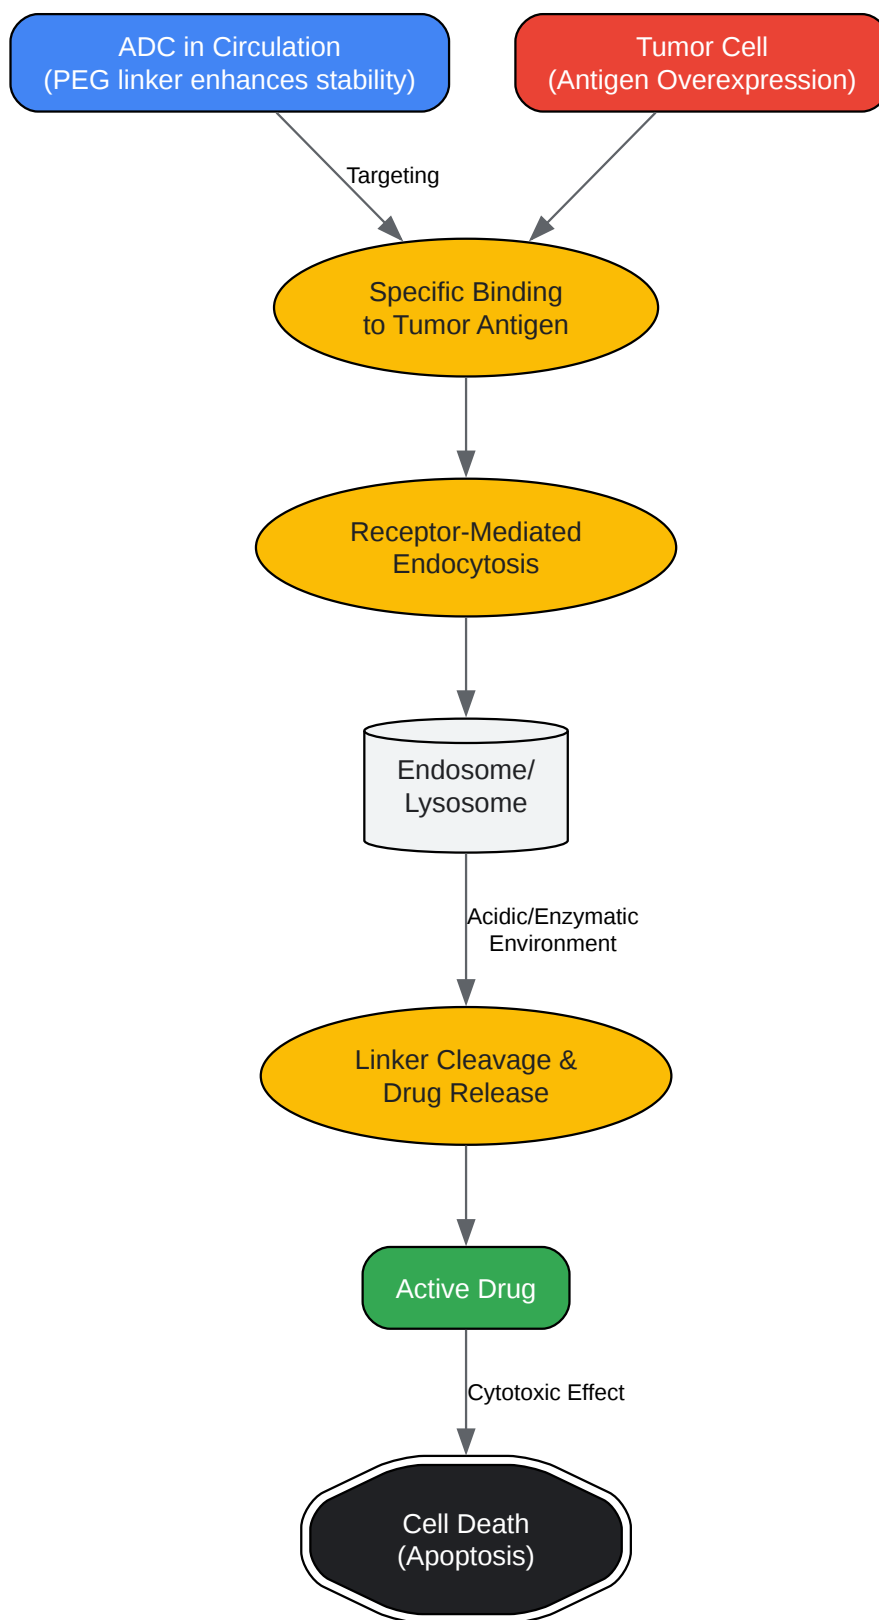 ADC in Circulation
(PEG linker enhances stability)
Tumor Cell
(Antigen Overexpression)
Targeting
Specific Binding
to Tumor Antigen
Receptor-Mediated
Endocytosis
Endosome/
Lysosome
Acidic/Enzymatic
Environment
Linker Cleavage &
Drug Release
Active Drug
Cytotoxic Effect
Cell Death
(Apoptosis)